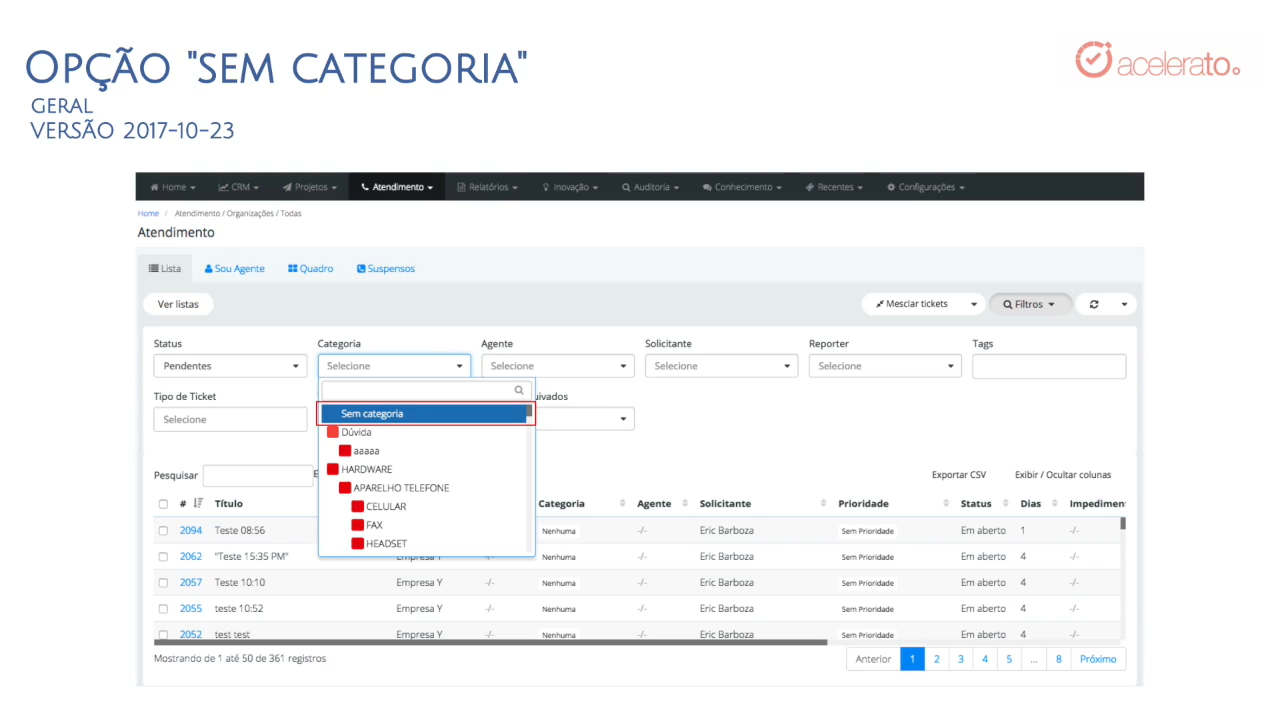 OPÇÃO "SEM CATEGORIA"
GERAL
VERSÃO 2017-10-23
acelerato.
Home CRM Projetos Atendimento Relatórios Inovação Auditoria Conhecimento Recentes Configurações
Home / Atendimento / Organizações / Todas
Atendimento
Lista Sou Agente Quadro Suspensos
Ver listas Mesclar tickets Filtros
Status Categoria Agente Solicitante Reporter Tags
Pendentes Selecione Selecione Selecione Selecione
Tipo de Ticket
Selecione
Sem categoria
Dúvida
aaaaa
HARDWARE
APARELHO TELEFONE
CELULAR
FAX
HEADSET
Pesquisar Exportar CSV Exibir / Ocultar colunas
# Título Categoria Agente Solicitante Prioridade Status Dias Impedimen
2094 Teste 08:56 Nenhuma -/- Eric Barboza Sem Prioridade Em aberto 1 -/-
2062 "Teste 15:35 PM" Empresa Y -/- Nenhuma -/- Eric Barboza Sem Prioridade Em aberto 4 -/-
2057 Teste 10:10 Empresa Y -/- Nenhuma -/- Eric Barboza Sem Prioridade Em aberto 4 -/-
2055 teste 10:52 Empresa Y -/- Nenhuma -/- Eric Barboza Sem Prioridade Em aberto 4 -/-
2052 test test Empresa Y -/- Nenhuma -/- Eric Barboza Sem Prioridade Em aberto 4 -/-
Mostrando de 1 até 50 de 361 registros
Anterior 1 2 3 4 5 ... 8 Próximo